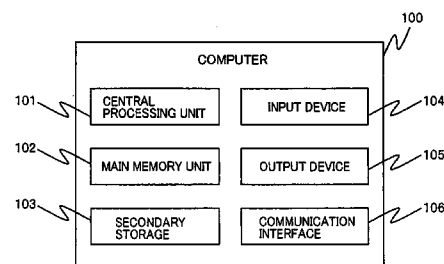 100
COMPUTER
101
CENTRAL
PROCESSING UNIT
INPUT DEVICE
104
102
MAIN MEMORY UNIT
OUTPUT DEVICE
105
103
SECONDARY
STORAGE
COMMUNICATION
INTERFACE
106